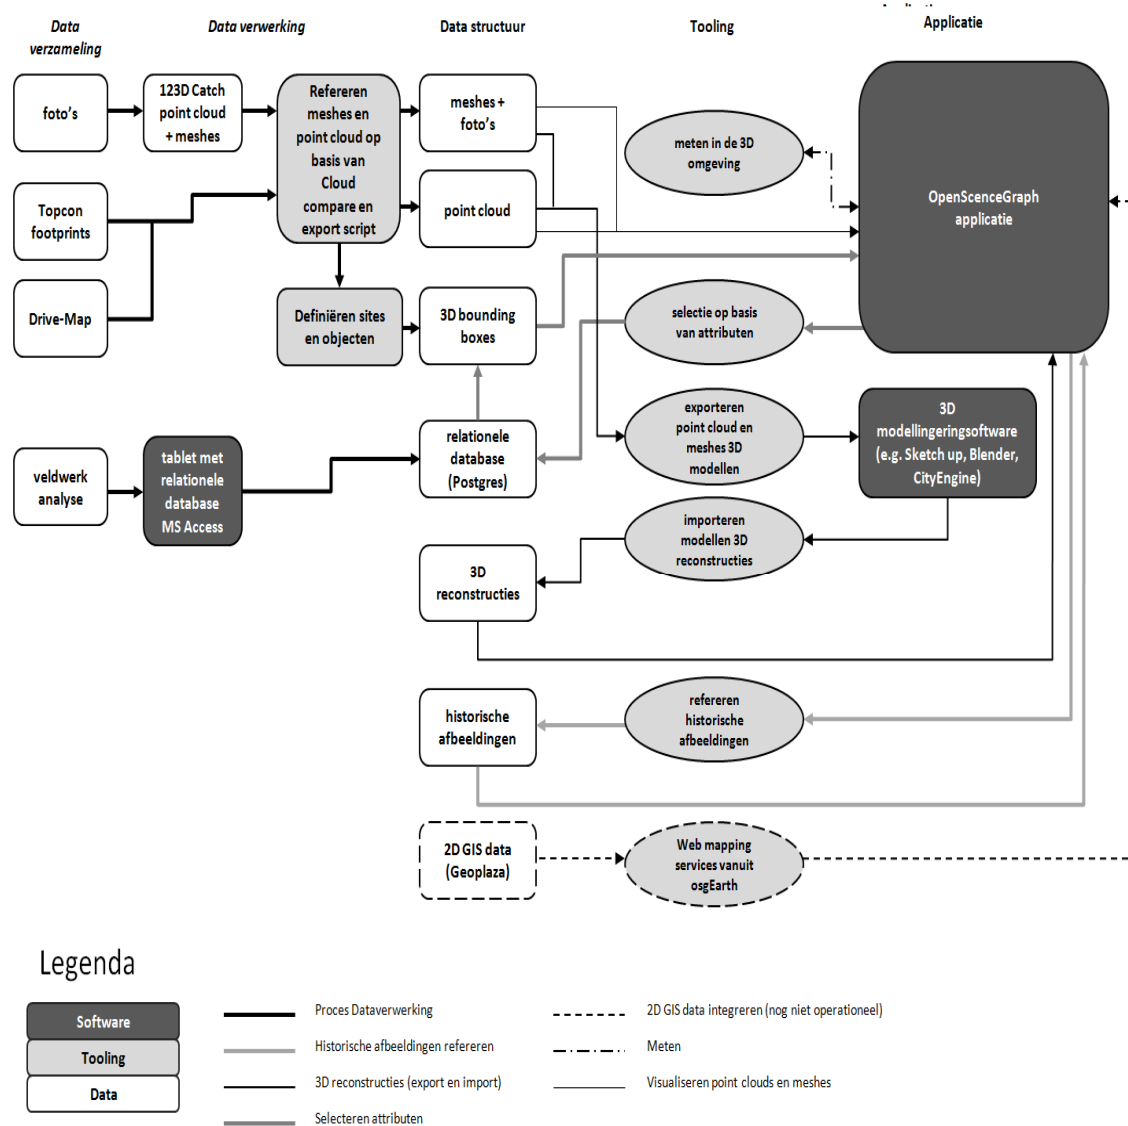 Data
verzameling
Data verwerking
Data structuur
Tooling
Applicatie
foto's
123D Catch
point cloud
+ meshes
Refereren
meshes en
point cloud op
basis van
Cloud
compare en
export script
meshes +
foto's
meten in de 3D
omgeving
OpenScenceGraph
applicatie
Topcon
footprints
point cloud
Drive-Map
Definiëren sites
en objecten
3D bounding
boxes
selectie op basis
van attributen
veldwerk
analyse
tablet met
relationele
database
MS Access
relationele
database
(Postgres)
exporteren
point cloud en
meshes 3D
modellen
3D
modellingeringsoftware
(e.g. Sketch up, Blender,
CityEngine)
importeren
modellen 3D
reconstructies
3D
reconstructies
historische
afbeeldingen
refereren
historische
afbeeldingen
2D GIS data
(Geoplaza)
Web mapping
services vanuit
osgEarth
Legenda
Software
Tooling
Data
Proces Dataverwerking
Historische afbeeldingen refereren
3D reconstructies (export en import)
Selecteren attributen
2D GIS data integreren (nog niet operationeel)
Meten
Visualiseren point clouds en meshes